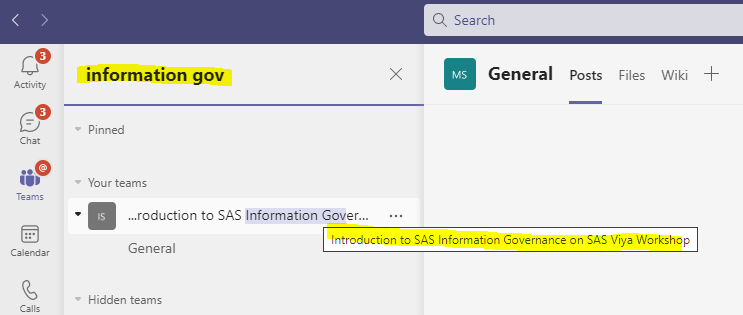 Search
3
Activity
information gov
MS
General
Posts
Files
Wiki
3
Chat
Pinned
@
Teams
Your teams
IS
...roduction to SAS Information Gover...
Introduction to SAS Information Governance on SAS Viya Workshop
General
Calendar
Hidden teams
Calls